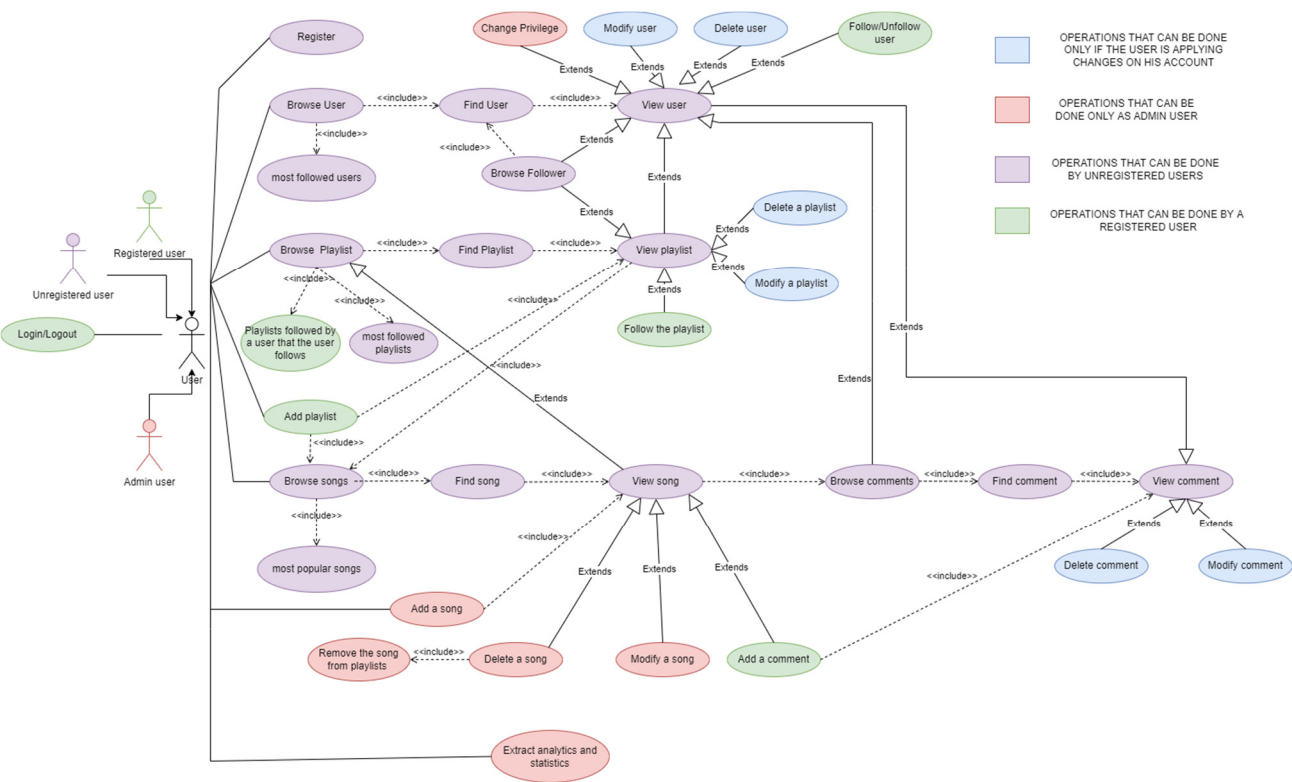 Register
Change Privilege
Modify user
Delete user
Follow/Unfollow
user
OPERATIONS THAT CAN BE DONE
ONLY IF THE USER IS APPLYING
CHANGES ON HIS ACCOUNT
Extends
Extends
Extends
Extends
Browse User
<<include>>
Find User
<<include>>
View user
OPERATIONS THAT CAN BE
DONE ONLY AS ADMIN USER
<<include>>
<<include>>
Extends
most followed users
Browse Follower
Extends
OPERATIONS THAT CAN BE DONE
BY UNREGISTERED USERS
Extends
Delete a playlist
OPERATIONS THAT CAN BE DONE BY A
REGISTERED USER
Extends
Registered user
Browse Playlist
<<include>>
Find Playlist
<<include>>
View playlist
Extends
<<include>>
Modify a playlist
Unregistered user
<<include>>
<<include>>
Extends
Login/Logout
Playlists followed by
a user that the user
follows
most followed
playlists
Follow the playlist
Extends
User
<<include>>
Extends
Extends
Add playlist
<<include>>
Admin user
Browse songs
<<include>>
Find song
<<include>>
View song
<<include>>
Browse comments
<<include>>
Find comment
<<include>>
View comment
<<include>>
Extends
Extends
<<include>>
most popular songs
Extends
Extends
Extends
Delete comment
Modify comment
<<include>>
Add a song
Remove the song
from playlists
<<include>>
Delete a song
Modify a song
Add a comment
Extract analytics and
statistics